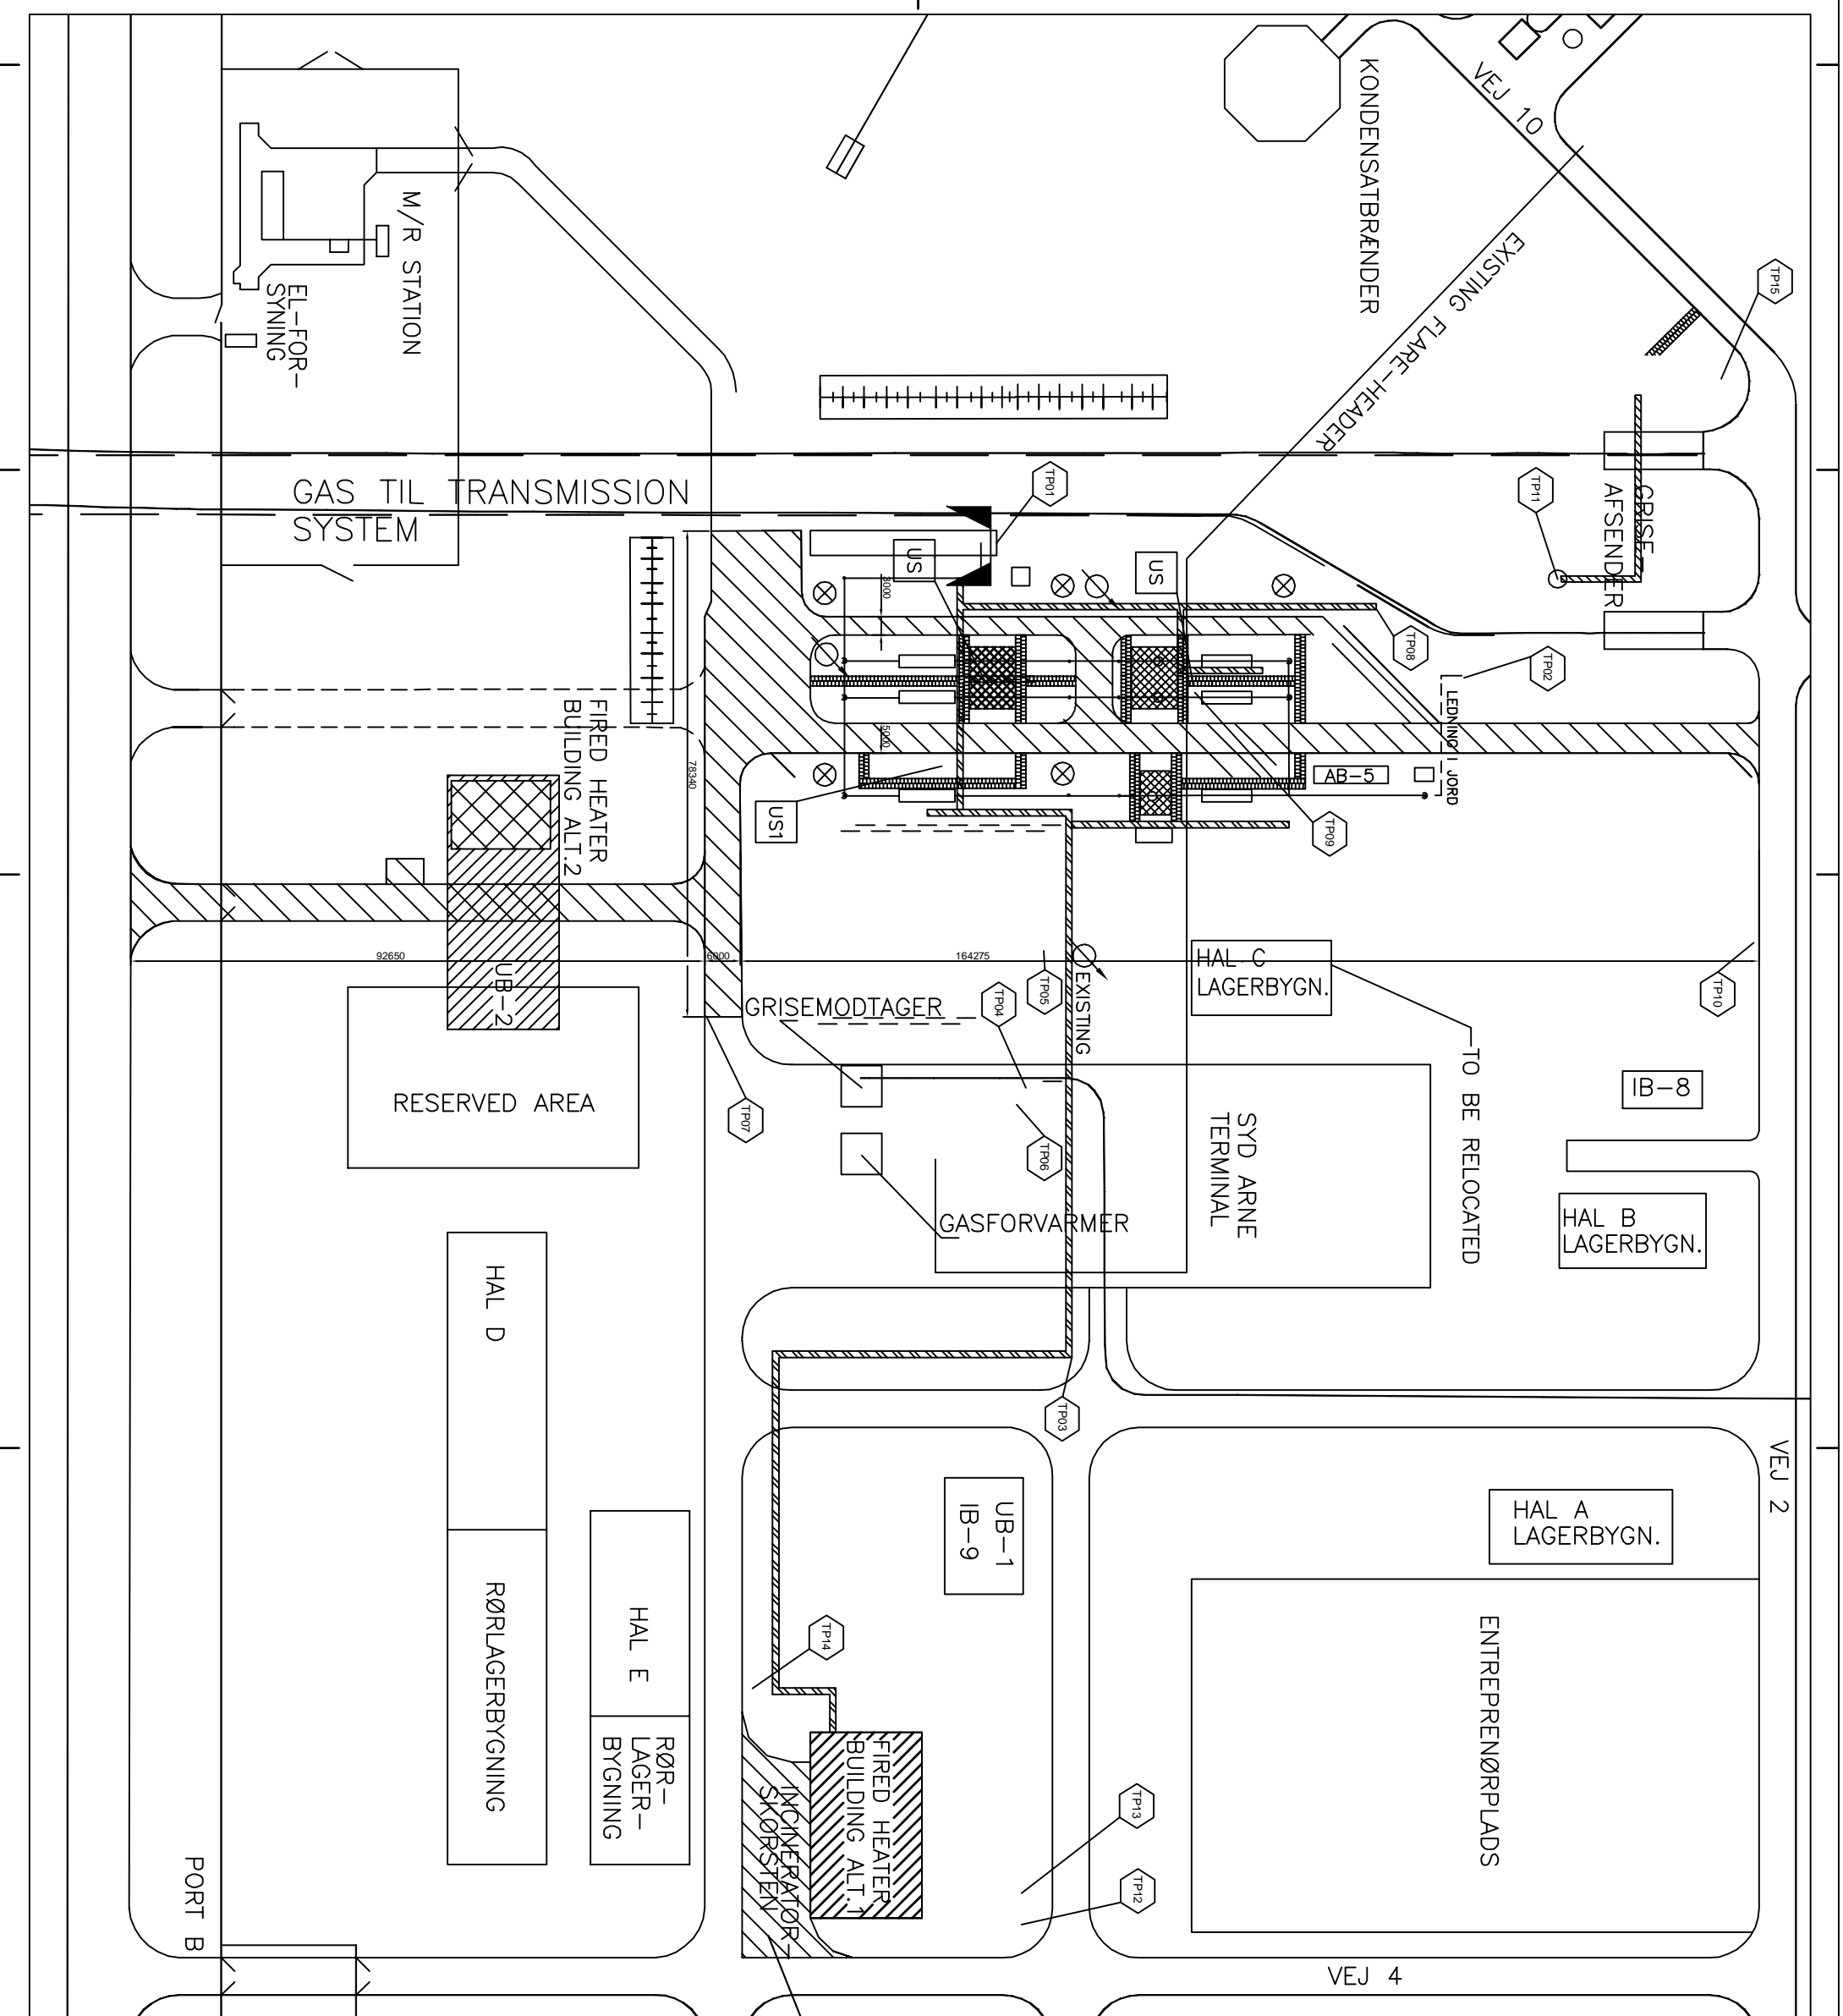 KONDENSATBRÆNDER
VEJ 10
M/R STATION
EL-FOR-
SYNING
EXISTING FLARE-HEADER
TP15
GAS TIL TRANSMISSION
SYSTEM
TP01
TP11
GRISE-
AFSENDER
US
US
3000
TP08
TP02
LEDNING I JORD
FIRED HEATER
BUILDING ALT.2
78340
5000
US1
AB-5
TP09
92650
6000
164275
HAL C
LAGERBYGN.
TP10
UB-2
GRISEMODTAGER
TP04
TP05
EXISTING
TO BE RELOCATED
RESERVED AREA
TP07
TP06
IB-8
SYD ARNE
TERMINAL
GASFORVARMER
HAL B
LAGERBYGN.
HAL D
TP03
VEJ 2
UB-1
IB-9
HAL A
LAGERBYGN.
RØRLAGERBYGNING
HAL E
RØR-
LAGER-
BYGNING
TP14
ENTREPRENØRPLADS
FIRED HEATER
BUILDING ALT.1
INCINERATOR-
SKORSTEN
TP13
TP12
PORT B
VEJ 4